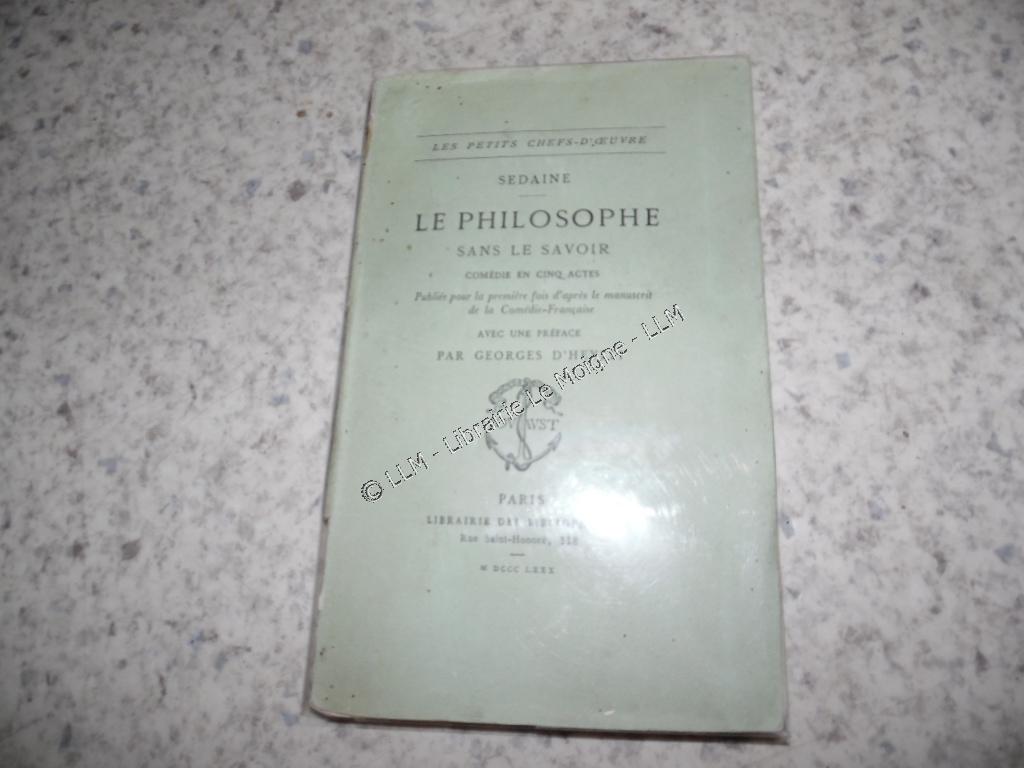 LES PETITS CHEFS-D'ŒUVRE
SEDAINE
LE PHILOSOPHE
SANS LE SAVOIR
COMÉDIE EN CINQ ACTES
Publiée pour la première fois d'après le manuscrit
de la Comédie-Française
AVEC UNE PRÉFACE
PAR GEORGES
© LLM - Librairie Le Moigne - LLM
PARIS
LIBRAIRIE DES
Rue Saint-Honoré, 338
M DCCC LXXX